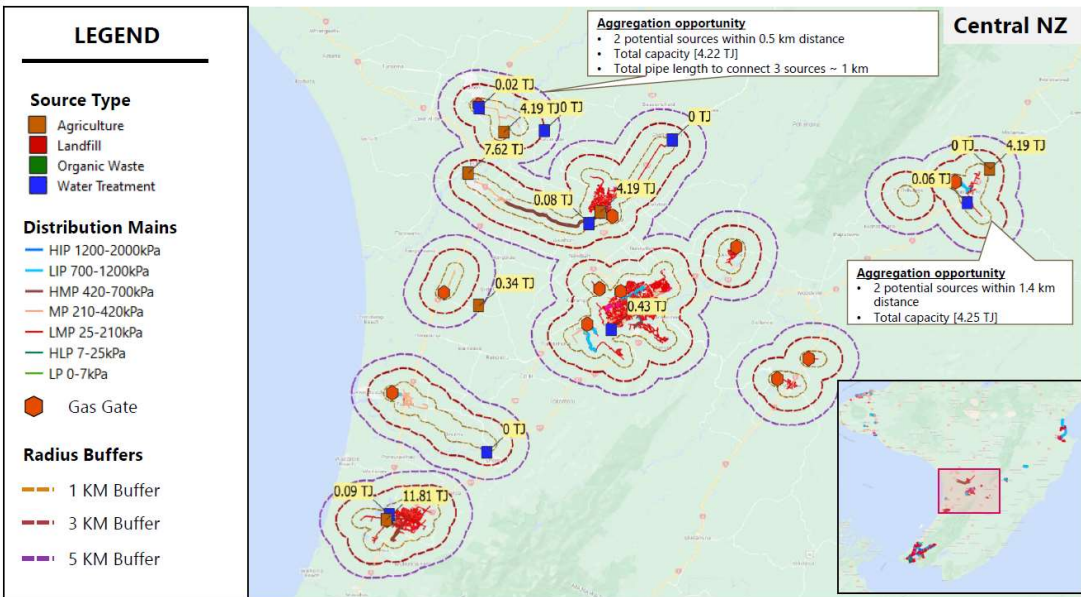 LEGEND
Source Type
Agriculture
Landfill
Organic Waste
Water Treatment
Distribution Mains
HIP 1200-2000kPa
LIP 700-1200kPa
HMP 420-700kPa
MP 210-420kPa
LMP 25-210kPa
HLP 7-25kPa
LP 0-7kPa
Gas Gate
Radius Buffers
1 KM Buffer
3 KM Buffer
5 KM Buffer
Central NZ
Aggregation opportunity
• 2 potential sources within 0.5 km distance
• Total capacity [4.22 TJ]
• Total pipe length to connect 3 sources ~ 1 km
0.02 TJ
4.19 TJ
0 TJ
0 TJ
7.62 TJ
4.19 TJ
0.08 TJ
0 TJ
4.19 TJ
0.06 TJ
0.34 TJ
0.43 TJ
Aggregation opportunity
• 2 potential sources within 1.4 km
distance
• Total capacity [4.25 TJ]
0 TJ
0.09 TJ
11.81 TJ